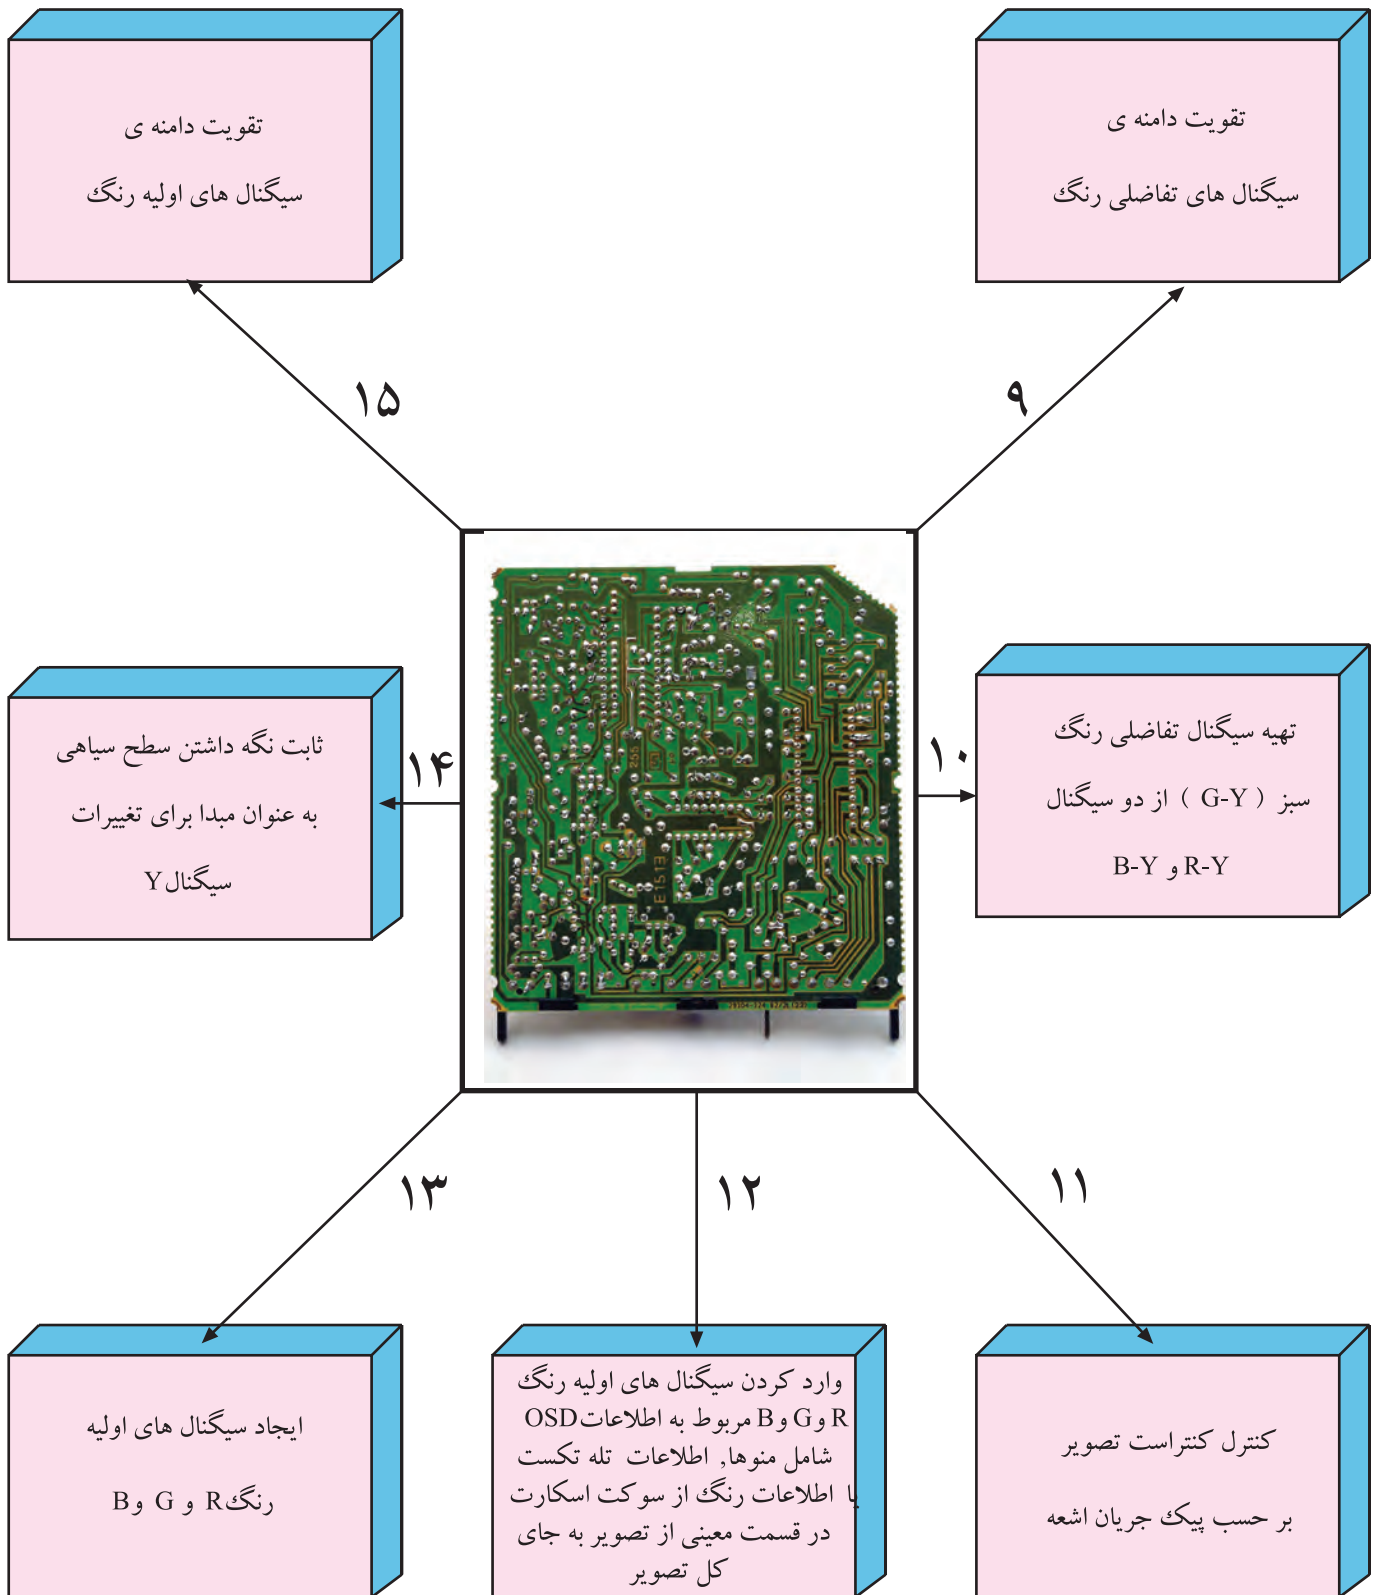 تقویت دامنه ی
سیگنال های تفاضلی رنگ
تقویت دامنه ی
سیگنال های اولیه رنگ
۹
۱۵
تهیه سیگنال تفاضلی رنگ
سبز ( G-Y ) از دو سیگنال
R-Y و B-Y
۱۰
ثابت نگه داشتن سطح سیاهی
به عنوان مبدا برای تغییرات
سیگنال Y
۱۴
E1513
266
۱۱
۱۲
۱۳
کنترل کنتراست تصویر
بر حسب پیک جریان اشعه
وارد کردن سیگنال های اولیه رنگ
R و G و B مربوط به اطلاعات OSD
شامل منوها, اطلاعات تله تکست
یا اطلاعات رنگ از سوکت اسکارت
در قسمت معینی از تصویر به جای
کل تصویر
ایجاد سیگنال های اولیه
رنگ R و G و B